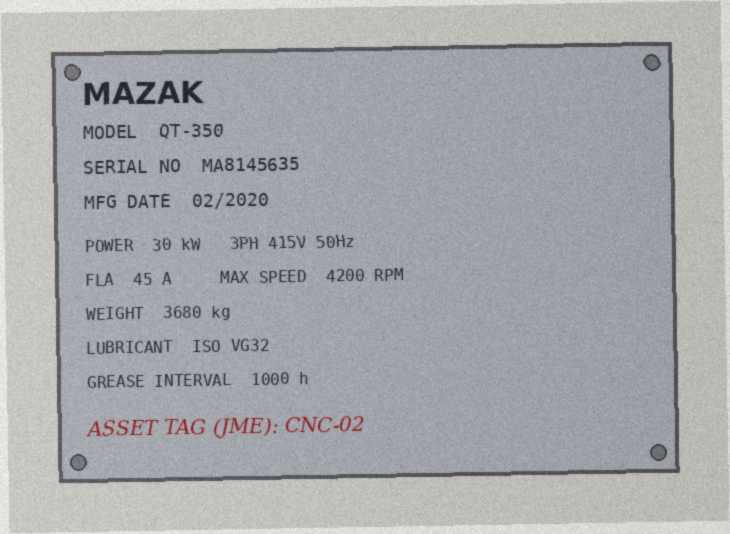 MAZAK
MODEL QT-350
SERIAL NO MA8145635
MFG DATE 02/2020
POWER 30 kW 3PH 415V 50Hz
FLA 45 A MAX SPEED 4200 RPM
WEIGHT 3680 kg
LUBRICANT ISO VG32
GREASE INTERVAL 1000 h
ASSET TAG (JME): CNC-02